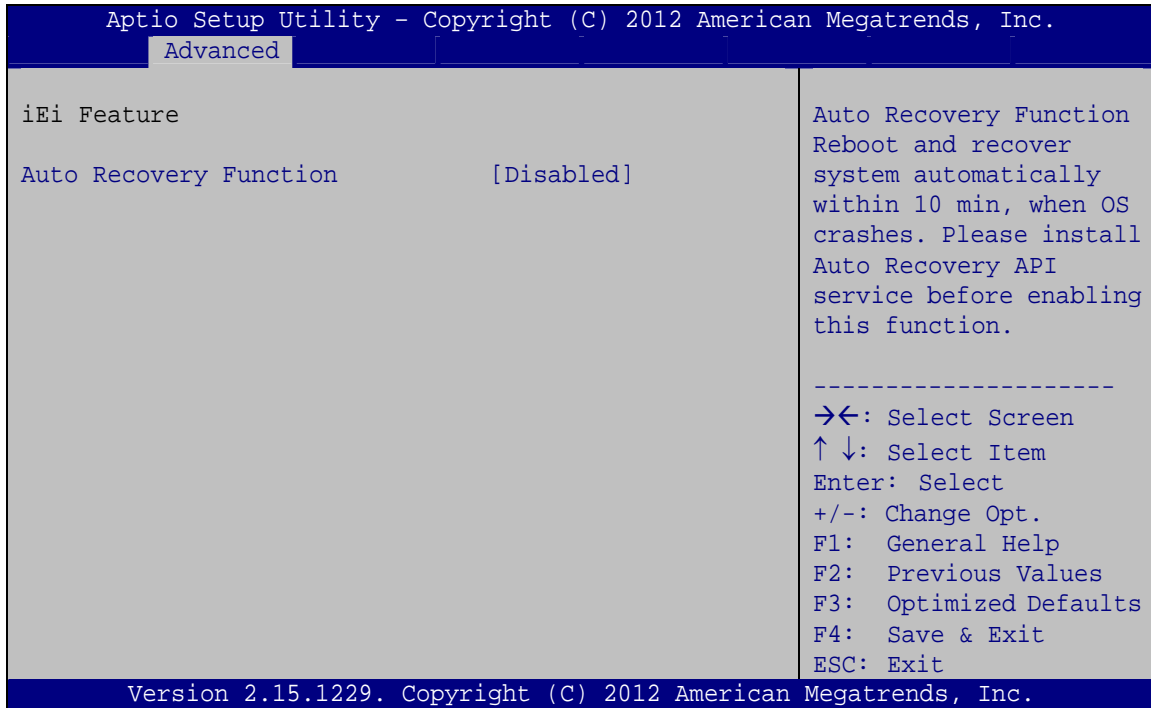 Aptio Setup Utility – Copyright (C) 2012 American Megatrends, Inc.
Advanced
iEi Feature
Auto Recovery Function [Disabled]
Auto Recovery Function
Reboot and recover
system automatically
within 10 min, when OS
crashes. Please install
Auto Recovery API
service before enabling
this function.
---------------------
→←: Select Screen
↑ ↓: Select Item
Enter: Select
+/-: Change Opt.
F1: General Help
F2: Previous Values
F3: Optimized Defaults
F4: Save & Exit
ESC: Exit
Version 2.15.1229. Copyright (C) 2012 American Megatrends, Inc.